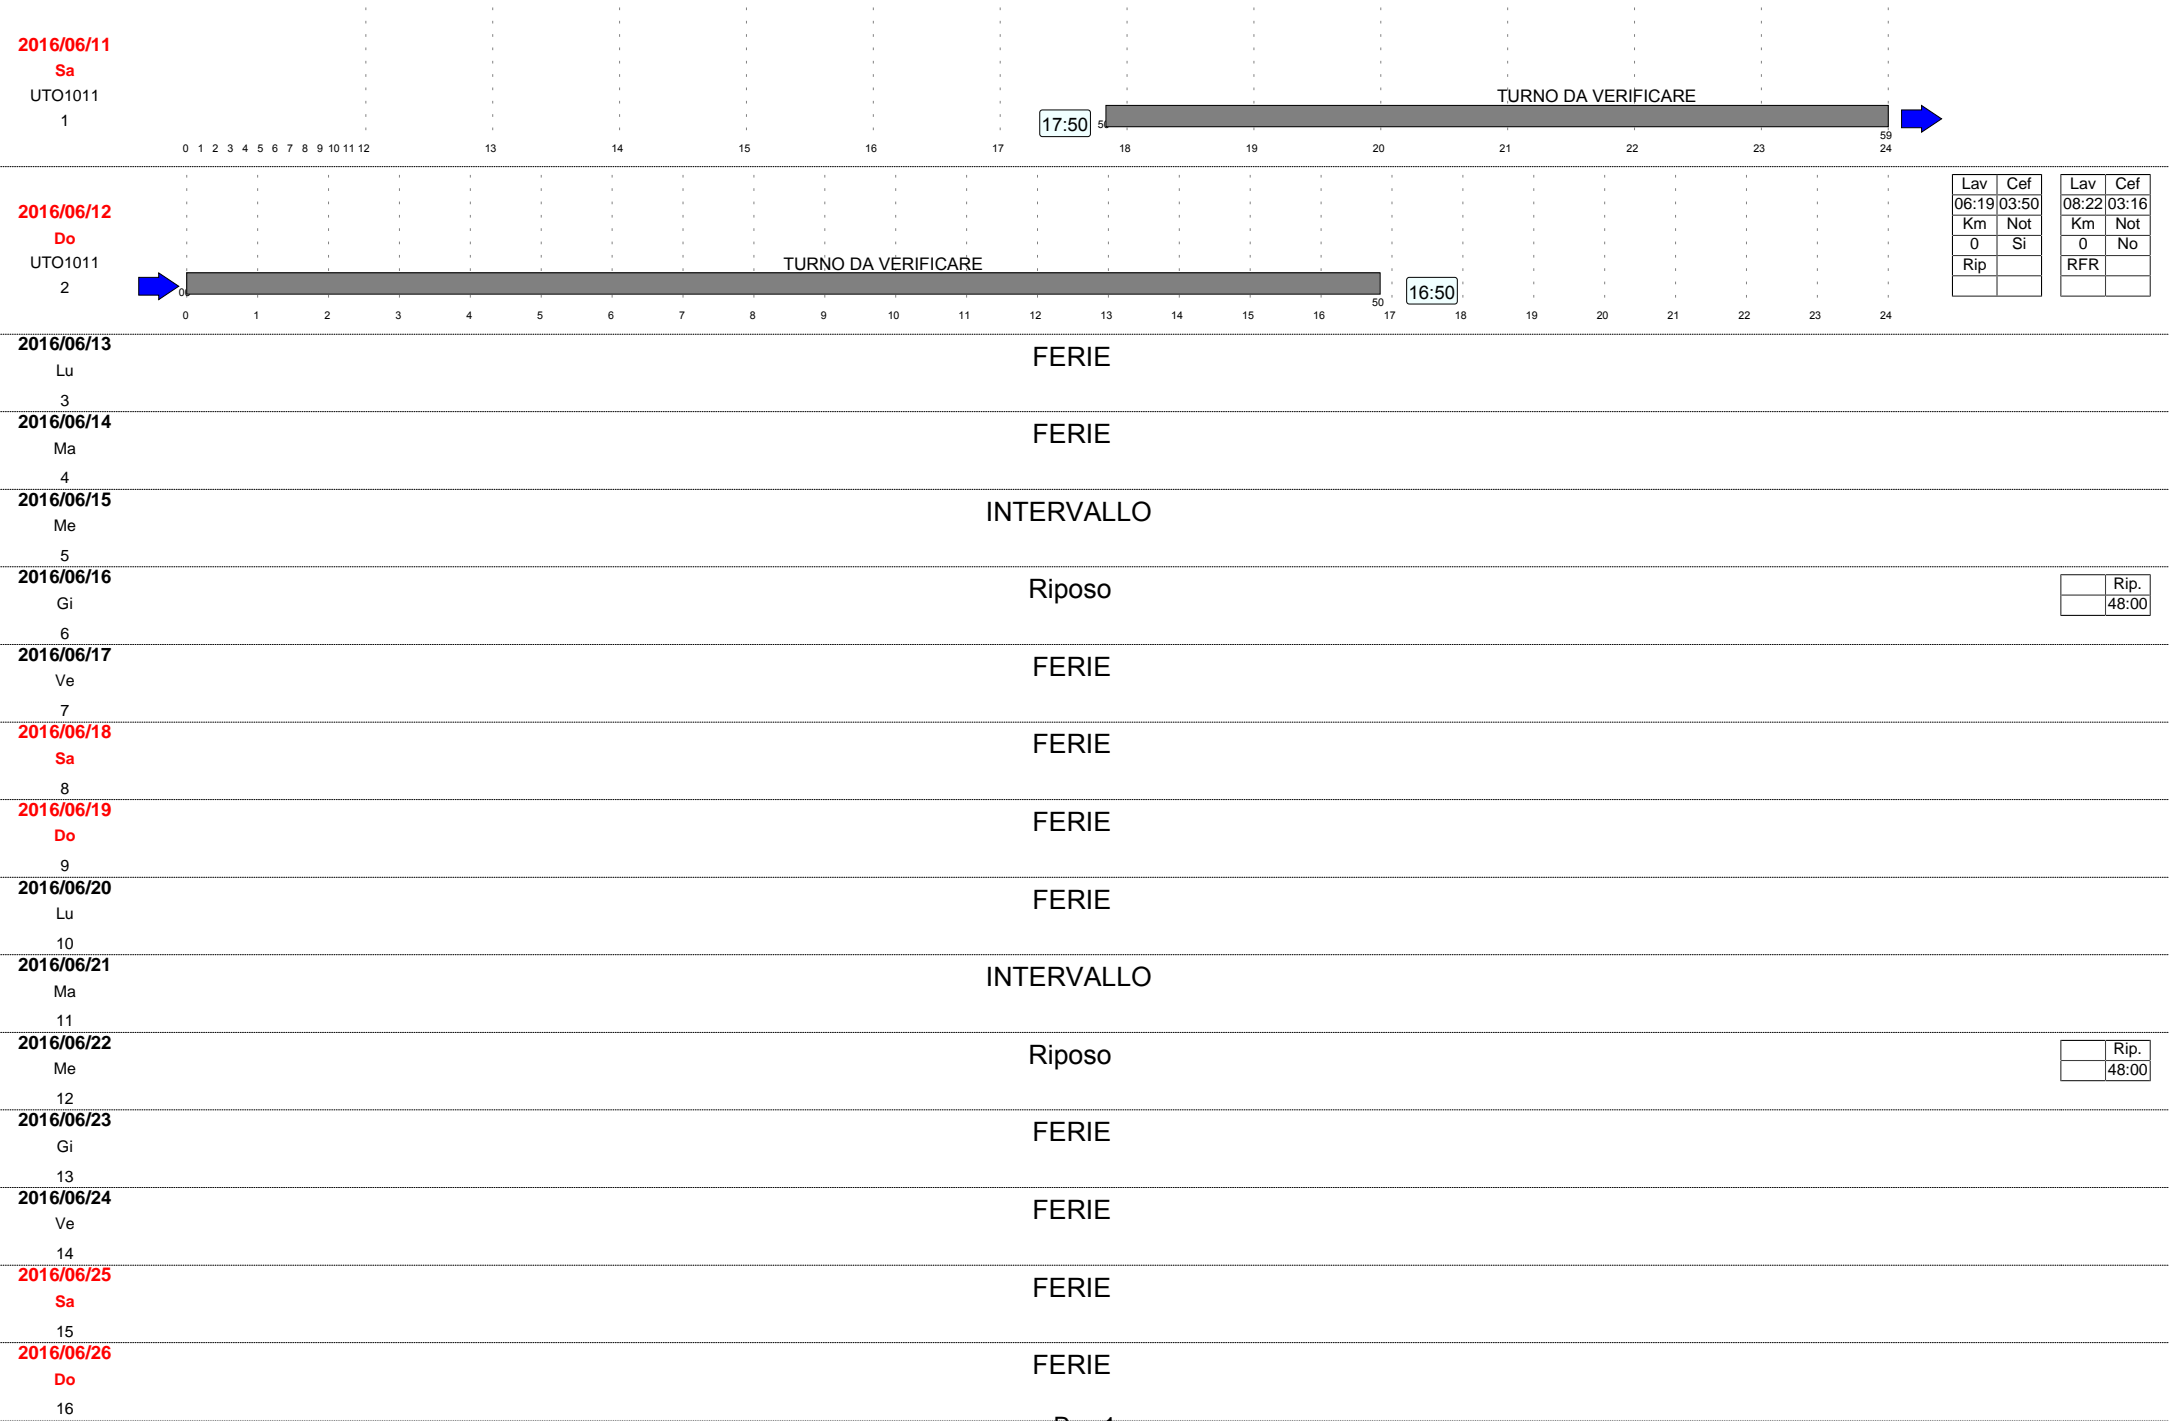 2016/06/11
Sa
UTO1011
1
TURNO DA VERIFICARE
17:50
59
0 1 2 3 4 5 6 7 8 9 10 11 12 13 14 15 16 17 18 19 20 21 22 23 24
2016/06/12
Do
UTO1011
2
TURNO DA VERIFICARE
16:50
50
0 1 2 3 4 5 6 7 8 9 10 11 12 13 14 15 16 17 18 19 20 21 22 23 24
Lav Cef Lav Cef
06:19 03:50 08:22 03:16
Km Not Km Not
0 Si 0 No
Rip RFR
2016/06/13
Lu
3
FERIE
2016/06/14
Ma
4
FERIE
2016/06/15
Me
5
INTERVALLO
2016/06/16
Gi
6
Riposo
Rip.
48:00
2016/06/17
Ve
7
FERIE
2016/06/18
Sa
8
FERIE
2016/06/19
Do
9
FERIE
2016/06/20
Lu
10
FERIE
2016/06/21
Ma
11
INTERVALLO
2016/06/22
Me
12
Riposo
Rip.
48:00
2016/06/23
Gi
13
FERIE
2016/06/24
Ve
14
FERIE
2016/06/25
Sa
15
FERIE
2016/06/26
Do
16
FERIE